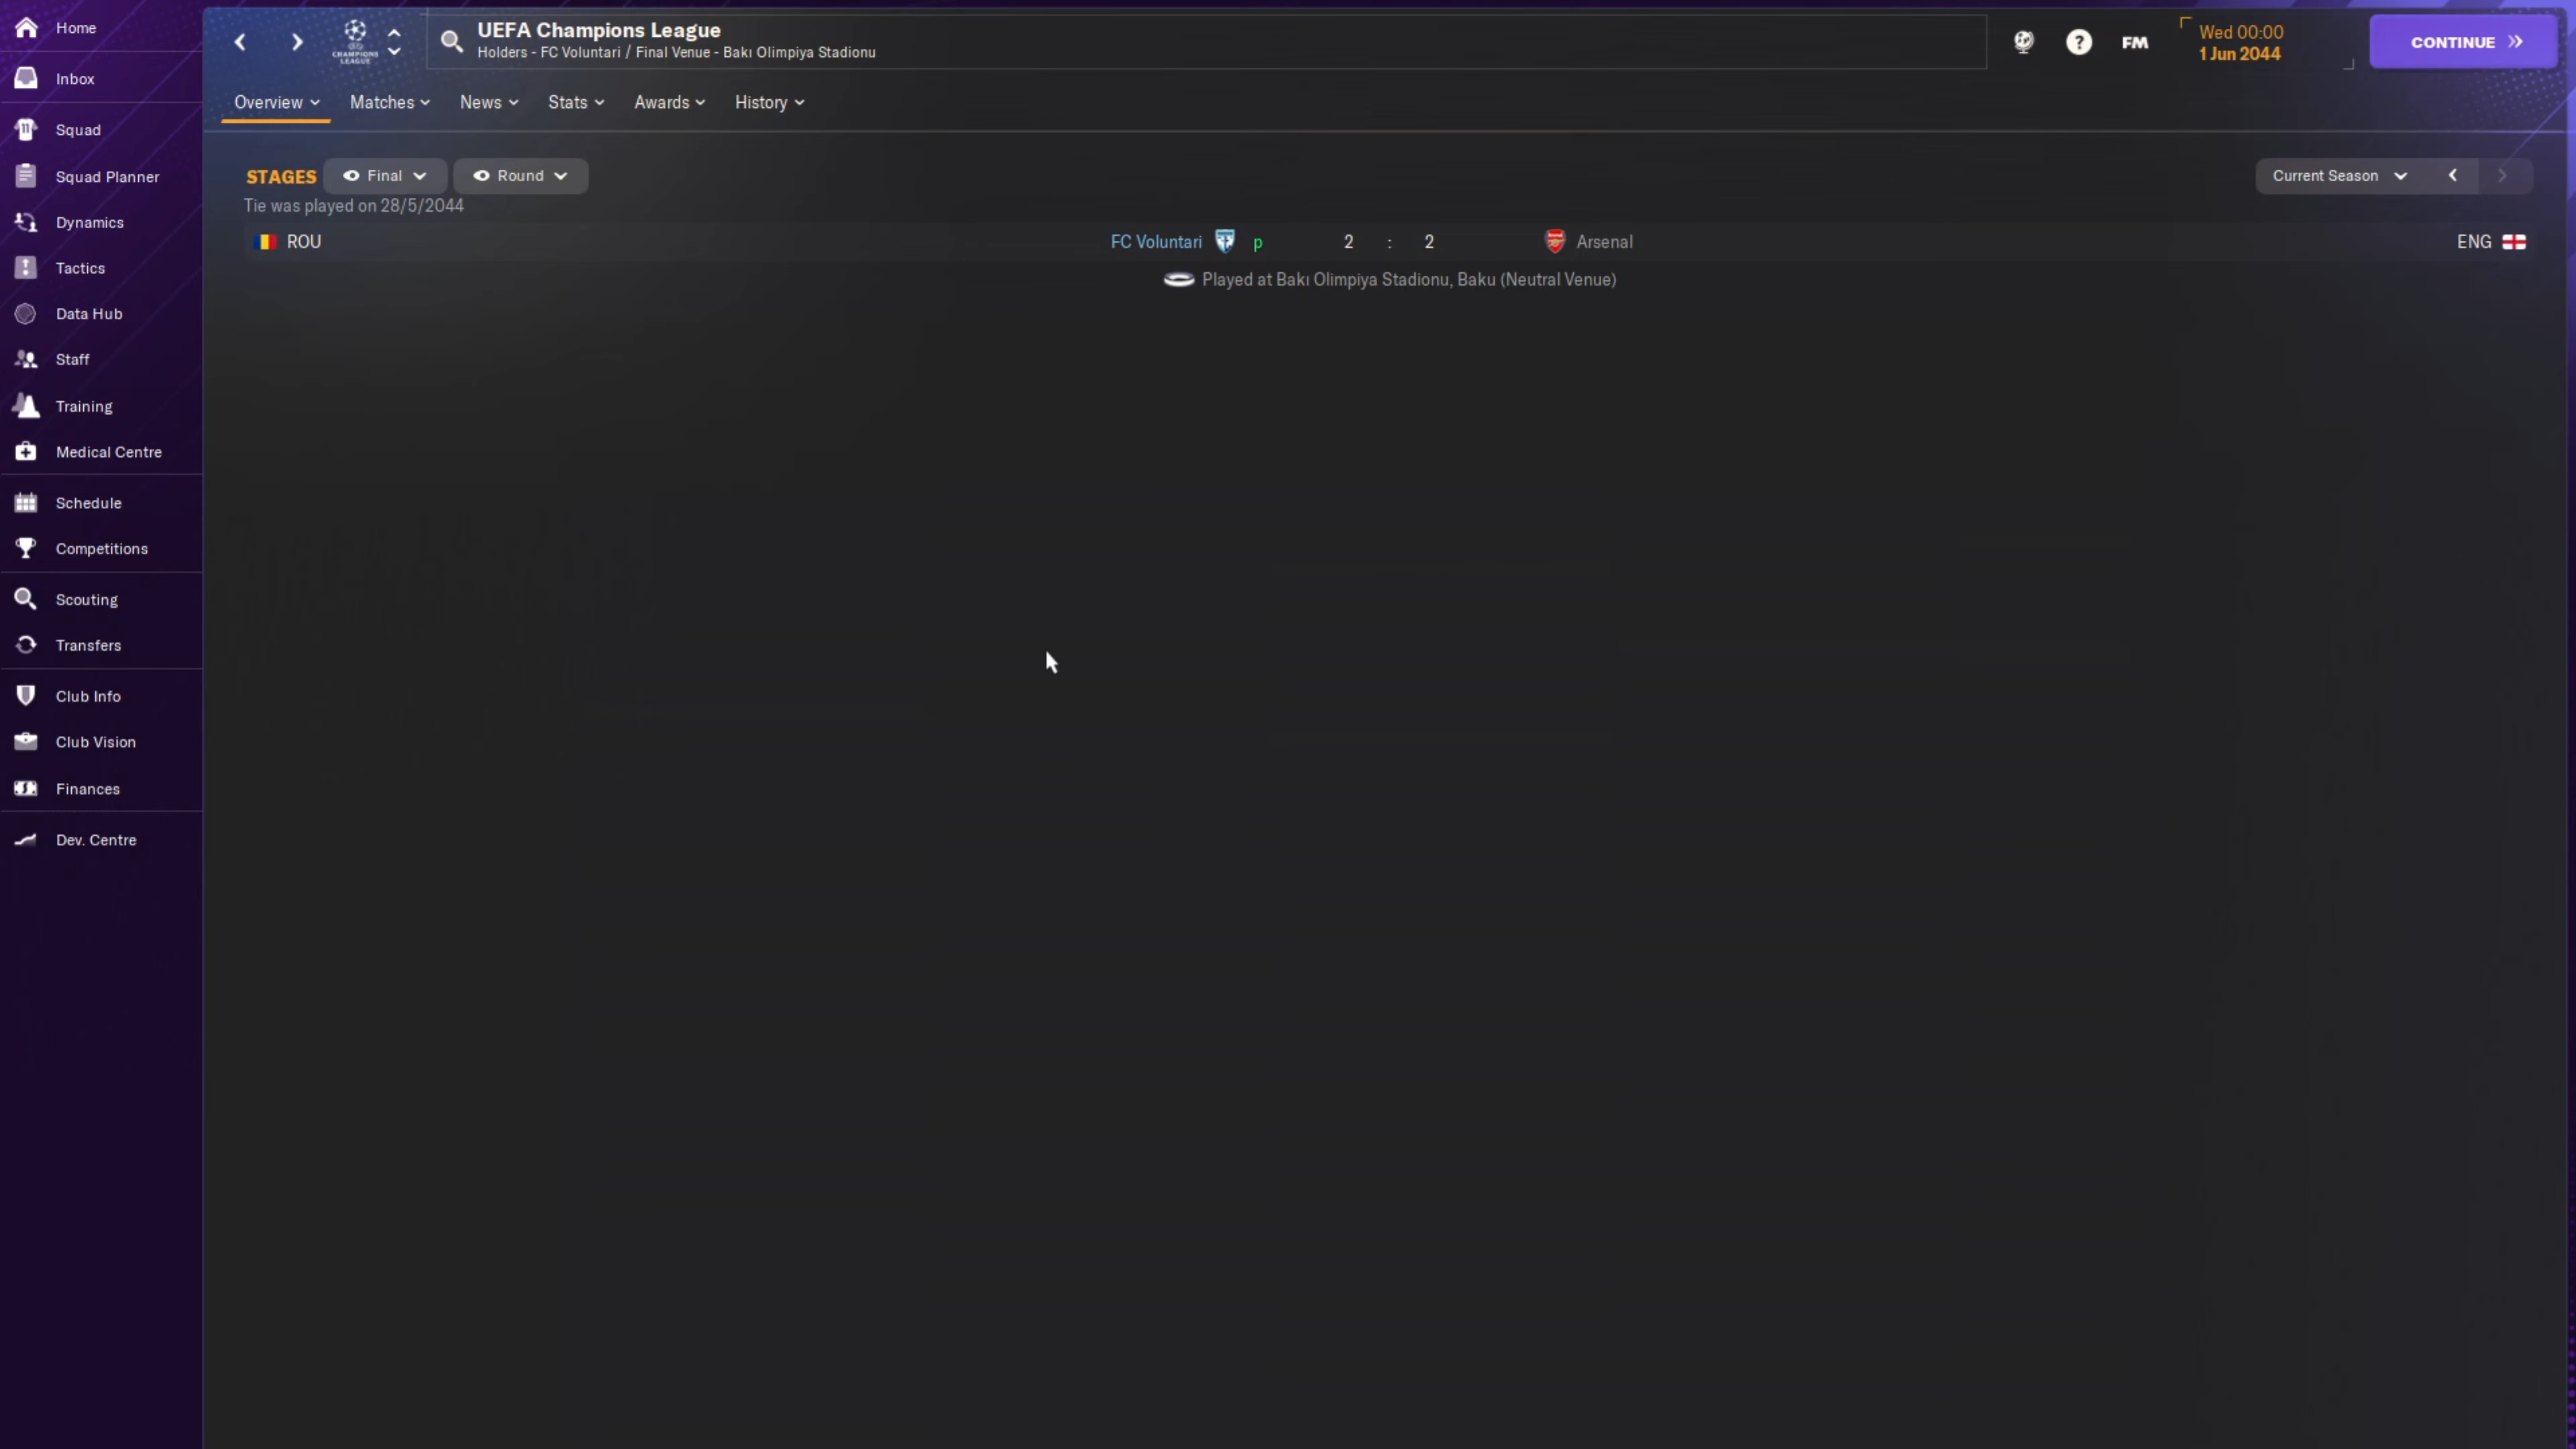 Home
Inbox
Squad
Squad Planner
Dynamics
Tactics
Data Hub
Staff
Training
Medical Centre
Schedule
Competitions
Scouting
Transfers
Club Info
Club Vision
Finances
Dev. Centre
CHAMPIONS
LEAGUE
UEFA Champions League
Holders - FC Voluntari / Final Venue - Bakı Olimpiya Stadionu
? FM
Wed 00:00
1 Jun 2044
CONTINUE
Overview Matches News Stats Awards History
STAGES Final Round Current Season
Tie was played on 28/5/2044
ROU FC Voluntari p 2 : 2 Arsenal ENG
Played at Bakı Olimpiya Stadionu, Baku (Neutral Venue)